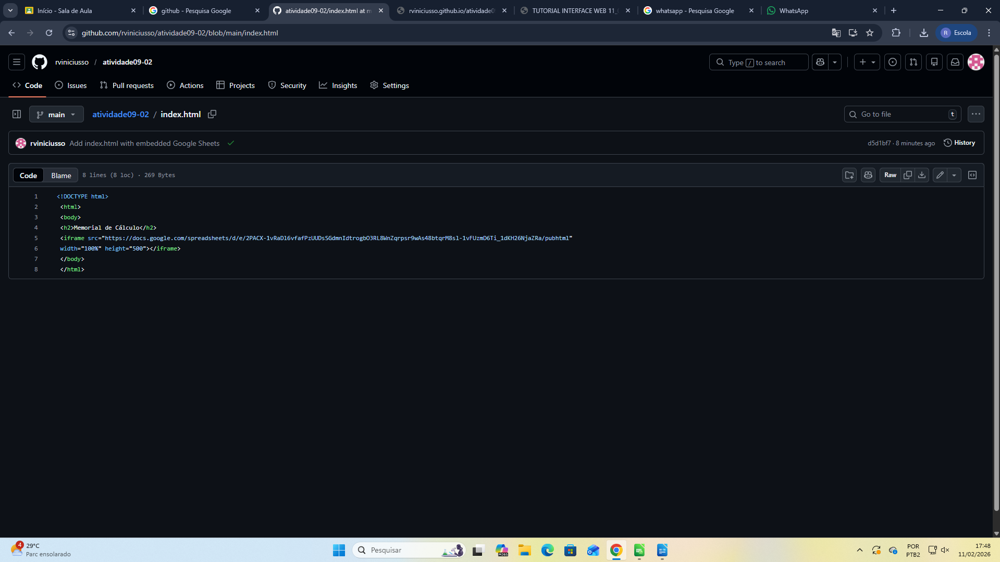 Início - Sala de Aula
github - Pesquisa Google
atividade09-02/index.html at m
rviniciusso.github.io/atividade0
TUTORIAL INTERFACE WEB 11_
whatsapp - Pesquisa Google
WhatsApp
github.com/rviniciusso/atividade09-02/blob/main/index.html
R Escola
rviniciusso / atividade09-02
Type / to search
Code
Issues
Pull requests
Actions
Projects
Security
Insights
Settings
main
atividade09-02 / index.html
Go to file
t
rviniciusso Add index.html with embedded Google Sheets
d5d1bf7 · 8 minutes ago
History
Code
Blame
8 lines (8 loc) · 269 Bytes
Raw
1 <!DOCTYPE html>
2 <html>
3 <body>
4 <h2>Memorial de Cálculo</h2>
5 <iframe src="https://docs.google.com/spreadsheets/d/e/2PACX-1vRaDl6vfafPzUUDsSGdmnIdtrogbO3RL8WnZqrpsr9wAs48btqrM8sl-1vFUzmD6Ti_1dKH26NjaZRa/pubhtml"
6 width="100%" height="500"></iframe>
7 </body>
8 </html>
4
29°C
Parc ensolarado
Pesquisar
M365
POR
PTB2
17:48
11/02/2026